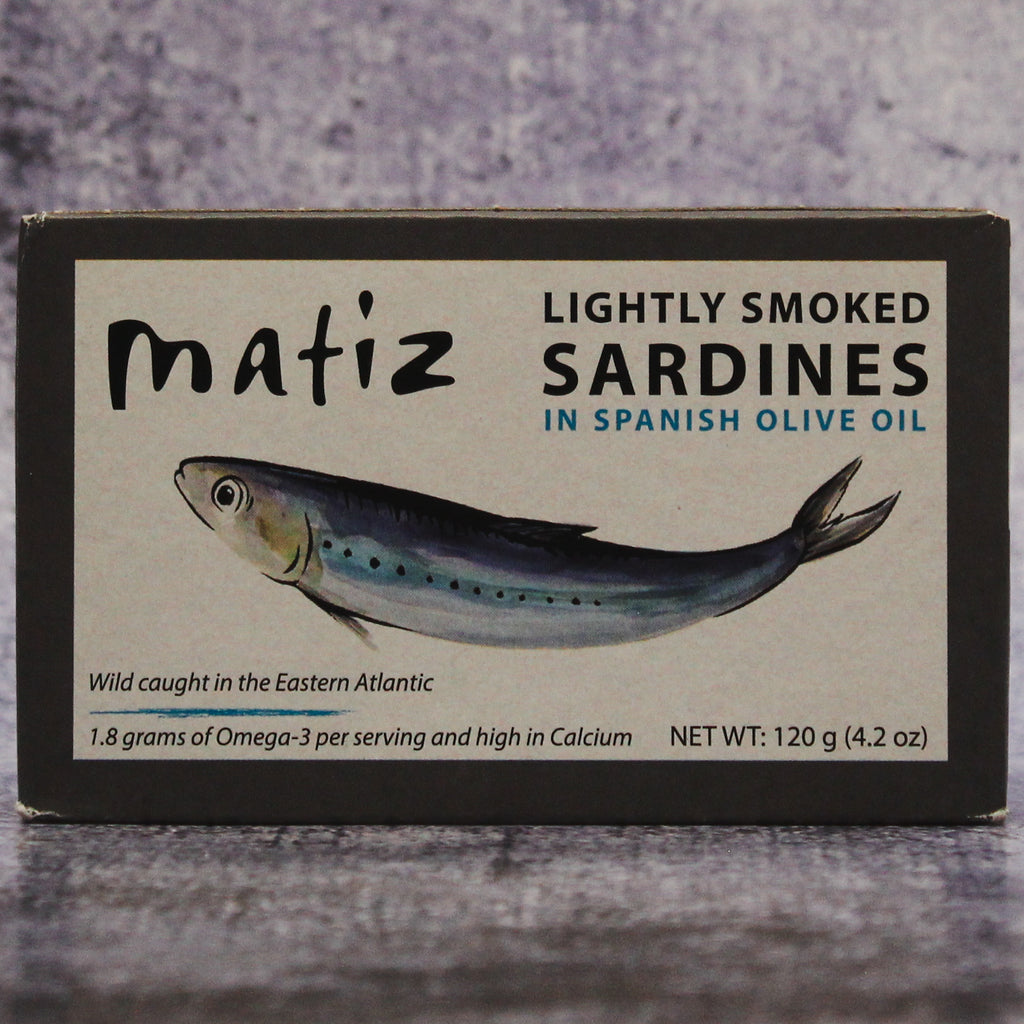 matiz
LIGHTLY SMOKED
SARDINES
IN SPANISH OLIVE OIL
Wild caught in the Eastern Atlantic
1.8 grams of Omega-3 per serving and high in Calcium
NET WT: 120 g (4.2 oz)